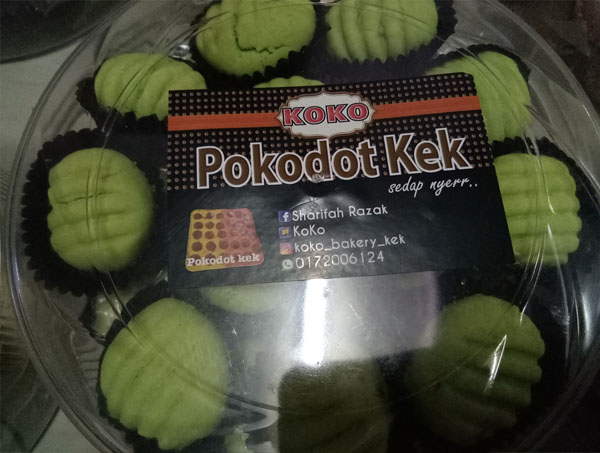 KOKO
Pokodot Kek
sedap nyerr..
Sharifah Razak
KoKo
koko_bakery_kek
0172006124
Pokodot kek